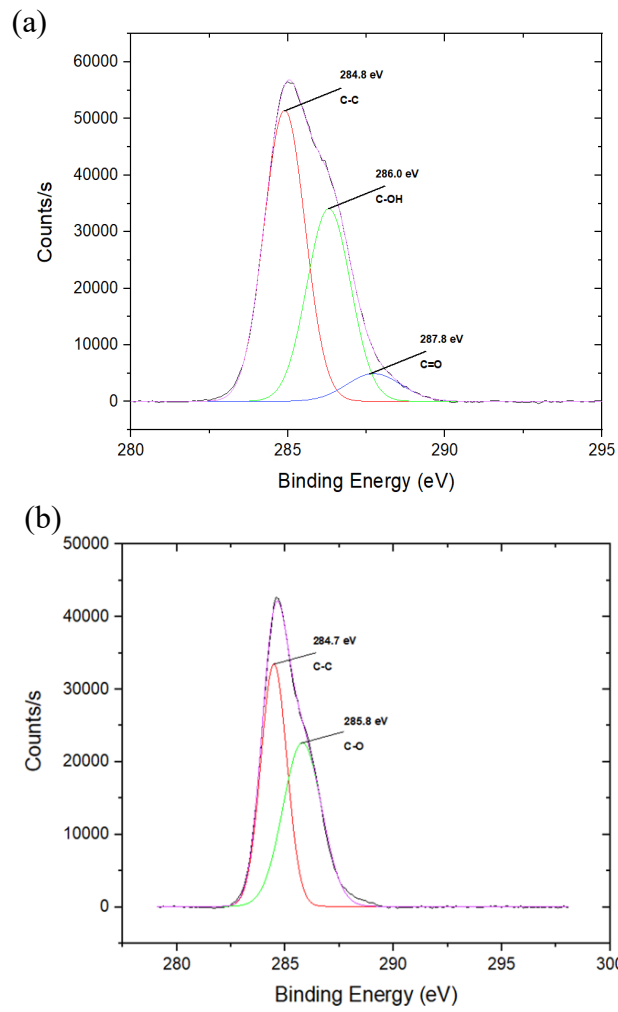 (a)
60000
50000
40000
30000
20000
10000
0
Counts/s
284.8 eV
C-C
286.0 eV
C-OH
287.8 eV
C=O
280
285
290
295
Binding Energy (eV)
(b)
50000
40000
30000
20000
10000
0
Counts/s
284.7 eV
C-C
285.8 eV
C-O
280
285
290
295
300
Binding Energy (eV)